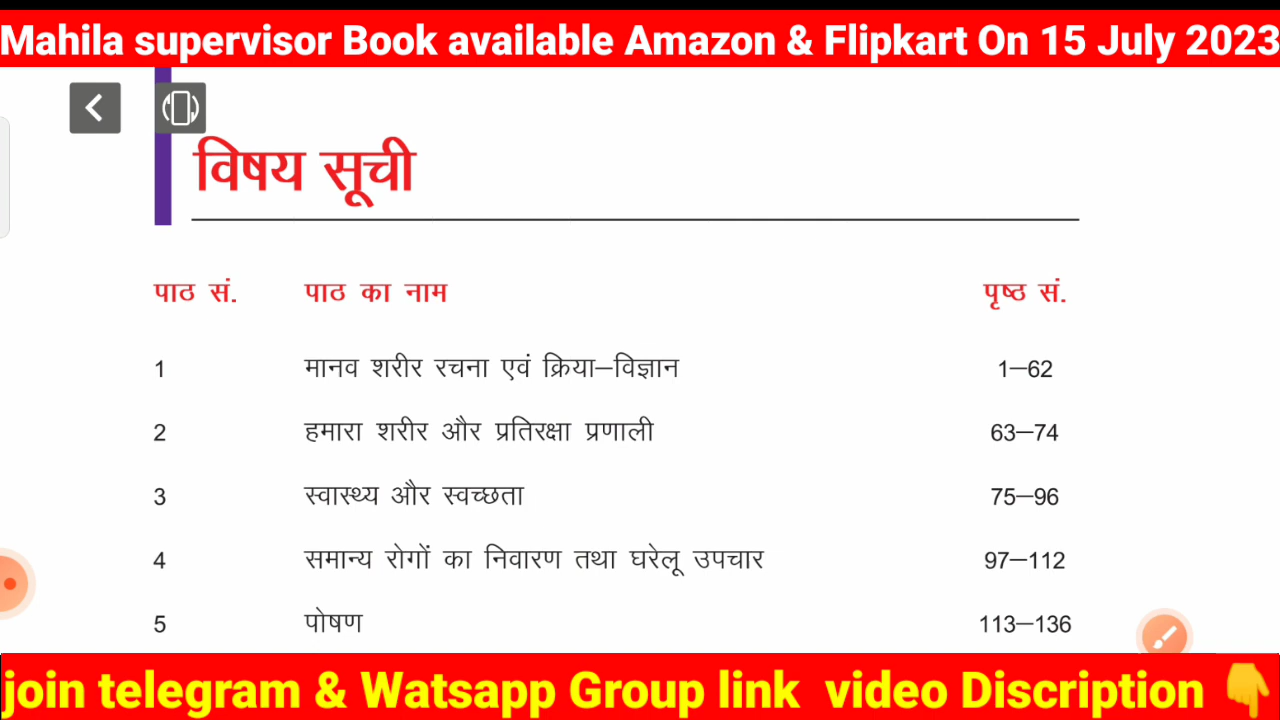 Mahila supervisor Book available Amazon & Flipkart On 15 July 2023
विषय सूची
पाठ सं. पाठ का नाम पृष्ठ सं.
1 मानव शरीर रचना एवं क्रिया–विज्ञान 1–62
2 हमारा शरीर और प्रतिरक्षा प्रणाली 63–74
3 स्वास्थ्य और स्वच्छता 75–96
4 समान्य रोगों का निवारण तथा घरेलू उपचार 97–112
5 पोषण 113–136
join telegram & Watsapp Group link video Discription 👇